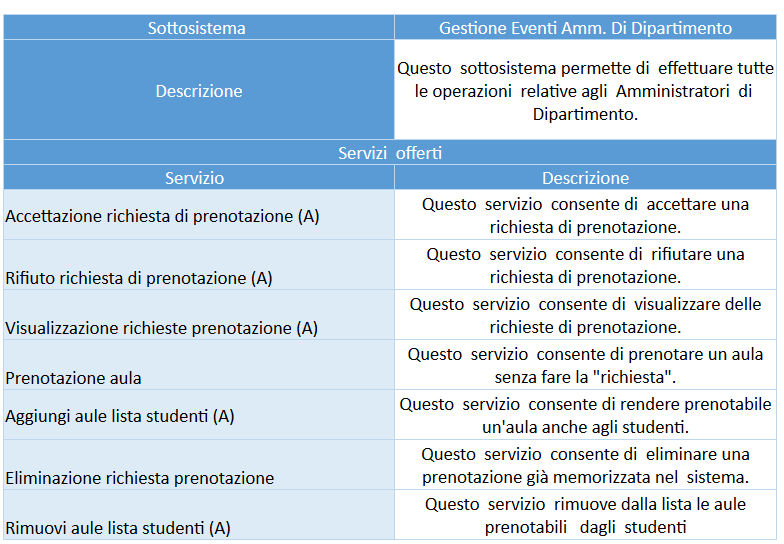 Sottosistema
Gestione Eventi Amm. Di Dipartimento
Descrizione
Questo sottosistema permette di effettuare tutte
le operazioni relative agli Amministratori di
Dipartimento.
Servizi offerti
Servizio
Descrizione
Accettazione richiesta di prenotazione (A)
Questo servizio consente di accettare una
richiesta di prenotazione.
Rifiuto richiesta di prenotazione (A)
Questo servizio consente di rifiutare una
richiesta di prenotazione.
Visualizzazione richieste prenotazione (A)
Questo servizio consente di visualizzare delle
richieste di prenotazione.
Prenotazione aula
Questo servizio consente di prenotare un aula
senza fare la "richiesta".
Aggiungi aule lista studenti (A)
Questo servizio consente di rendere prenotabile
un'aula anche agli studenti.
Eliminazione richiesta prenotazione
Questo servizio consente di eliminare una
prenotazione già memorizzata nel sistema.
Rimuovi aule lista studenti (A)
Questo servizio rimuove dalla lista le aule
prenotabili dagli studenti